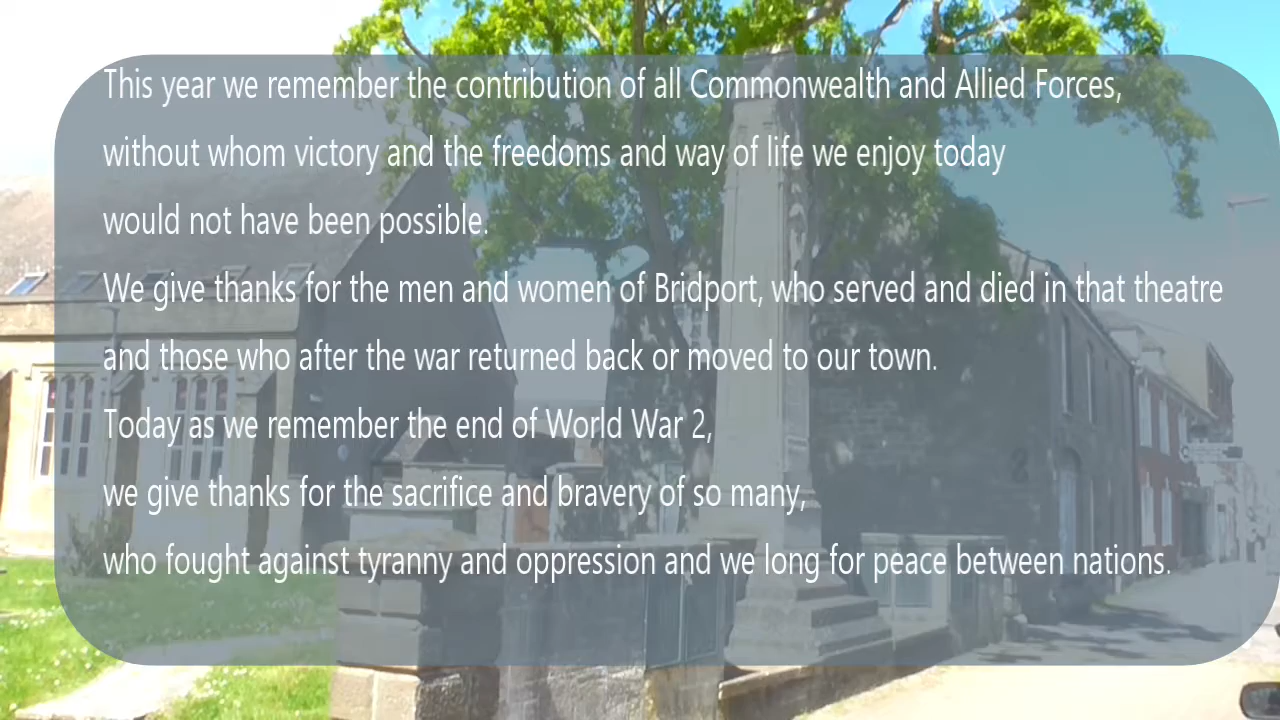 This year we remember the contribution of all Commonwealth and Allied Forces,
without whom victory and the freedoms and way of life we enjoy today
would not have been possible.
We give thanks for the men and women of Bridport, who served and died in that theatre
and those who after the war returned back or moved to our town.
Today as we remember the end of World War 2,
we give thanks for the sacrifice and bravery of so many,
who fought against tyranny and oppression and we long for peace between nations.